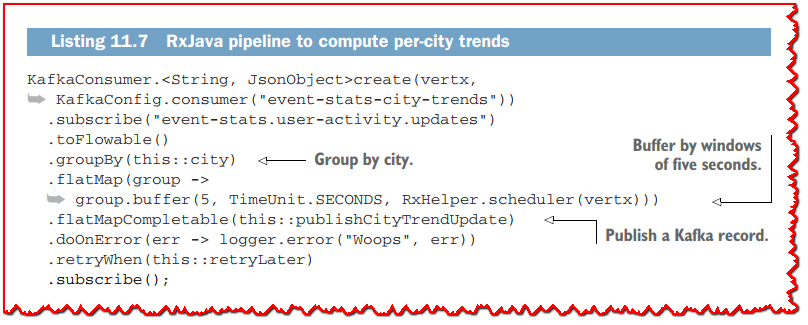 Listing 11.7 RxJava pipeline to compute per-city trends
KafkaConsumer.<String, JsonObject>create(vertx,
➥ KafkaConfig.consumer("event-stats-city-trends"))
.subscribe("event-stats.user-activity.updates")
.toFlowable()
.groupBy(this::city)
Group by city.
Buffer by windows
of five seconds.
.flatMap(group ->
➥ group.buffer(5, TimeUnit.SECONDS, RxHelper.scheduler(vertx)))
.flatMapCompletable(this::publishCityTrendUpdate)
Publish a Kafka record.
.doOnError(err -> logger.error("Woops", err))
.retryWhen(this::retryLater)
.subscribe();